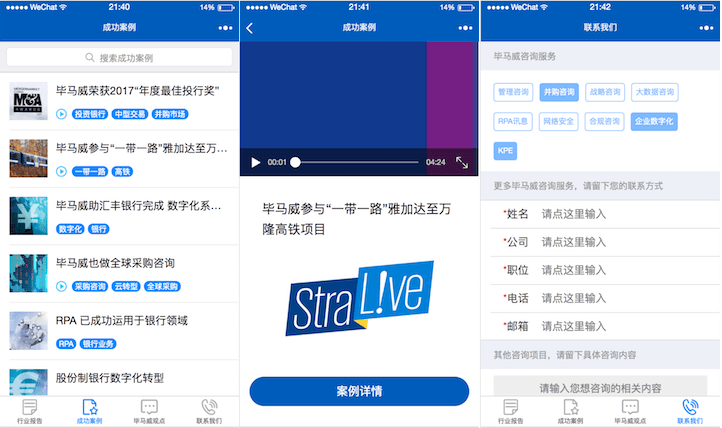 WeChat 21:40 14%
成功案例
搜索成功案例
毕马威荣获2017“年度最佳投行奖”
投资银行 中型交易 并购市场
毕马威参与“一带一路”雅加达至万…
一带一路 高铁
毕马威助汇丰银行完成 数字化系…
数字化 银行
毕马威也做全球采购咨询
采购咨询 云转型 全球采购
RPA 已成功运用于银行领域
RPA 银行业务
股份制银行数字化转型
行业报告 成功案例 毕马威观点 联系我们
WeChat 21:41 14%
成功案例
00:01 04:24
毕马威参与“一带一路”雅加达至万
隆高铁项目
Stra L!ve
案例详情
WeChat 21:42 14%
联系我们
毕马威咨询服务
管理咨询 并购咨询 战略咨询 大数据咨询
RPA讯息 网络安全 合规咨询 企业数字化
KPE
更多毕马威咨询服务，请留下您的联系方式
*姓名 请点这里输入
*公司 请点这里输入
*职位 请点这里输入
*电话 请点这里输入
*邮箱 请点这里输入
其他咨询项目，请留下具体咨询内容
请输入您想咨询的相关内容
行业报告 成功案例 毕马威观点 联系我们